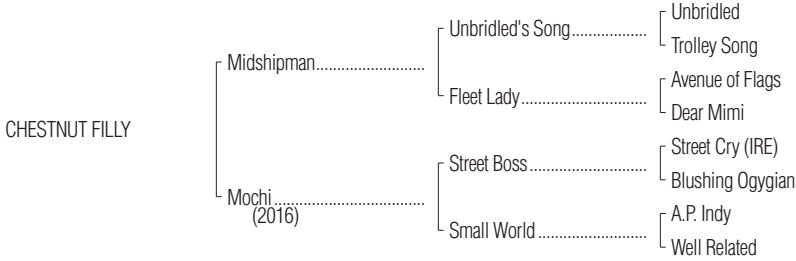 Unbridled
Unbridled's Song
Trolley Song
Midshipman
Avenue of Flags
Fleet Lady
Dear Mimi
CHESTNUT FILLY
Street Cry (IRE)
Street Boss
Blushing Ogygian
Mochi
(2016)
A.P. Indy
Small World
Well Related